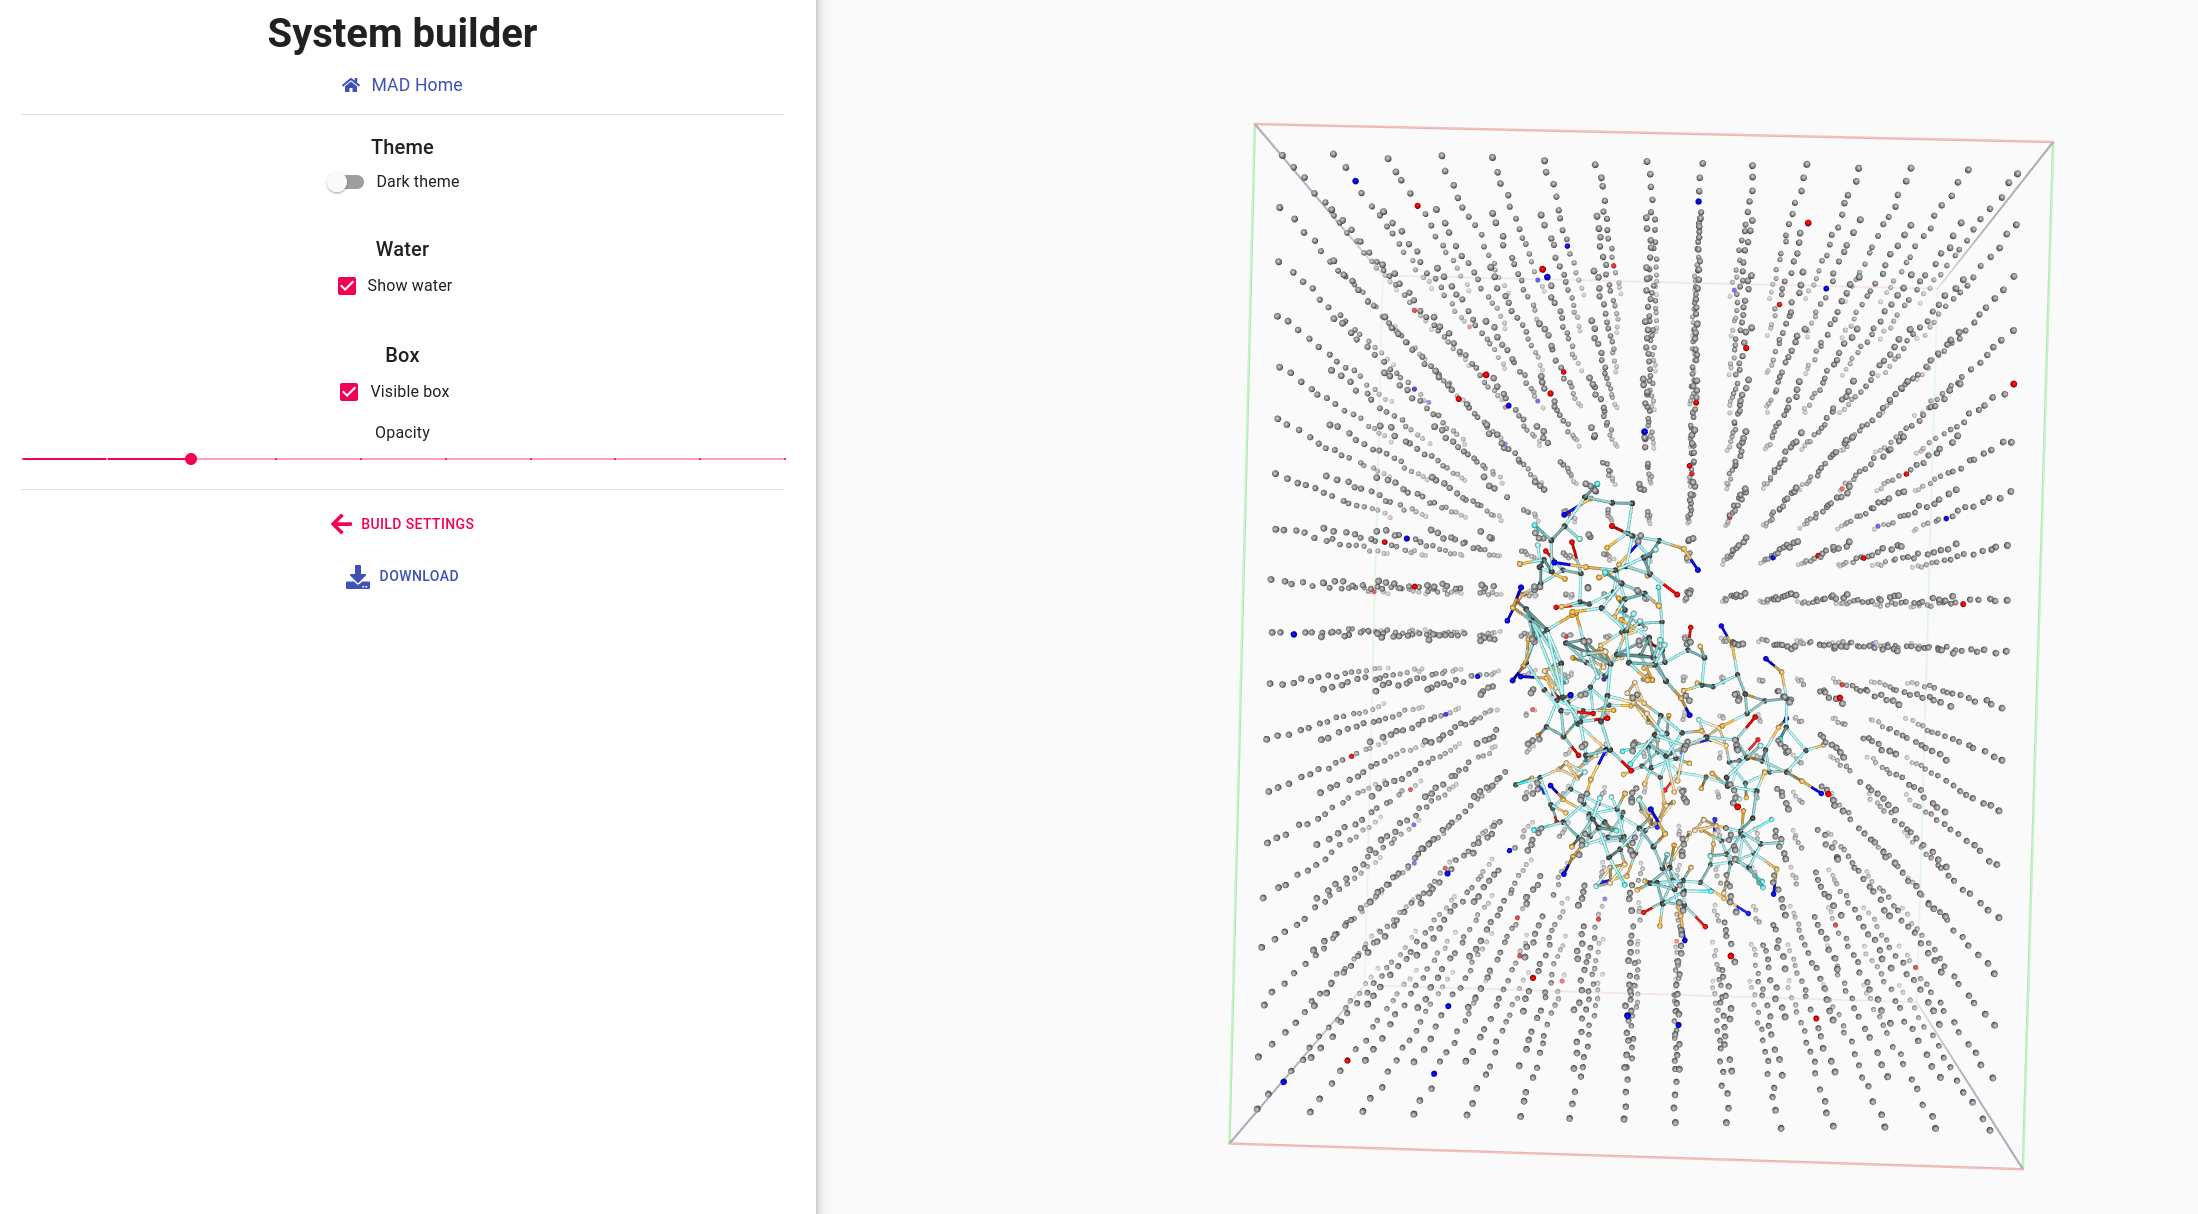 System builder
MAD Home
Theme
Dark theme
Water
Show water
Box
Visible box
Opacity
BUILD SETTINGS
DOWNLOAD